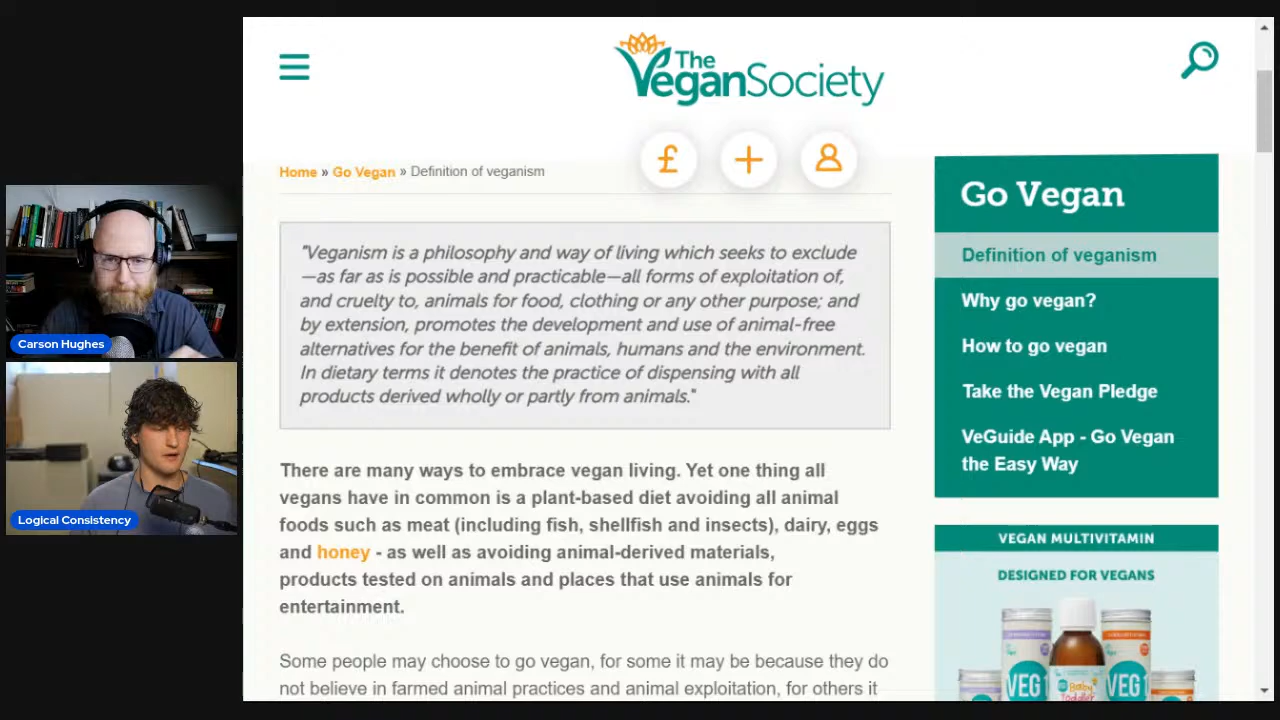 The
VeganSociety
£
Home » Go Vegan » Definition of veganism
"Veganism is a philosophy and way of living which seeks to exclude
—as far as is possible and practicable—all forms of exploitation of,
and cruelty to, animals for food, clothing or any other purpose; and
by extension, promotes the development and use of animal-free
alternatives for the benefit of animals, humans and the environment.
In dietary terms it denotes the practice of dispensing with all
products derived wholly or partly from animals."
There are many ways to embrace vegan living. Yet one thing all
vegans have in common is a plant-based diet avoiding all animal
foods such as meat (including fish, shellfish and insects), dairy, eggs
and honey - as well as avoiding animal-derived materials,
products tested on animals and places that use animals for
entertainment.
Some people may choose to go vegan, for some it may be because they do
not believe in farmed animal practices and animal exploitation, for others it
Go Vegan
Definition of veganism
Why go vegan?
How to go vegan
Take the Vegan Pledge
VeGuide App - Go Vegan
the Easy Way
VEGAN MULTIVITAMIN
DESIGNED FOR VEGANS
VEG1
Baby
Toddler
VEG1
Carson Hughes
Logical Consistency